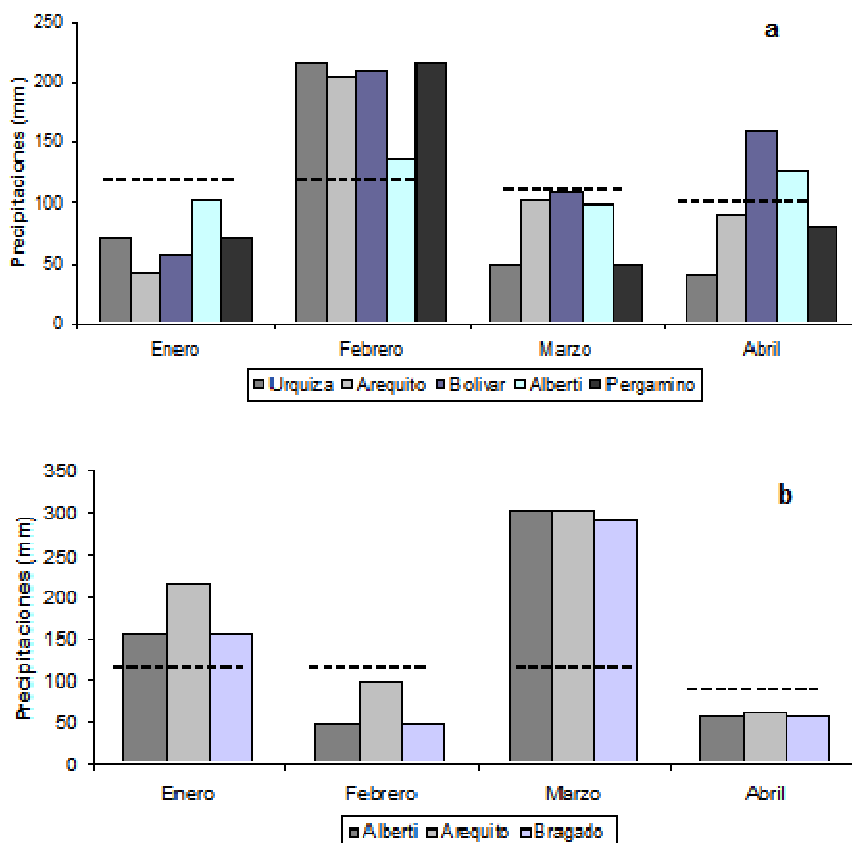 a
Precipitaciones (mm)
250
200
150
100
50
0
Enero Febrero Marzo Abril
Urquiza Arequito Bolivar Alberti Pergamino
b
Precipitaciones (mm)
350
300
250
200
150
100
50
0
Enero Febrero Marzo Abril
Alberti Arequito Bragado